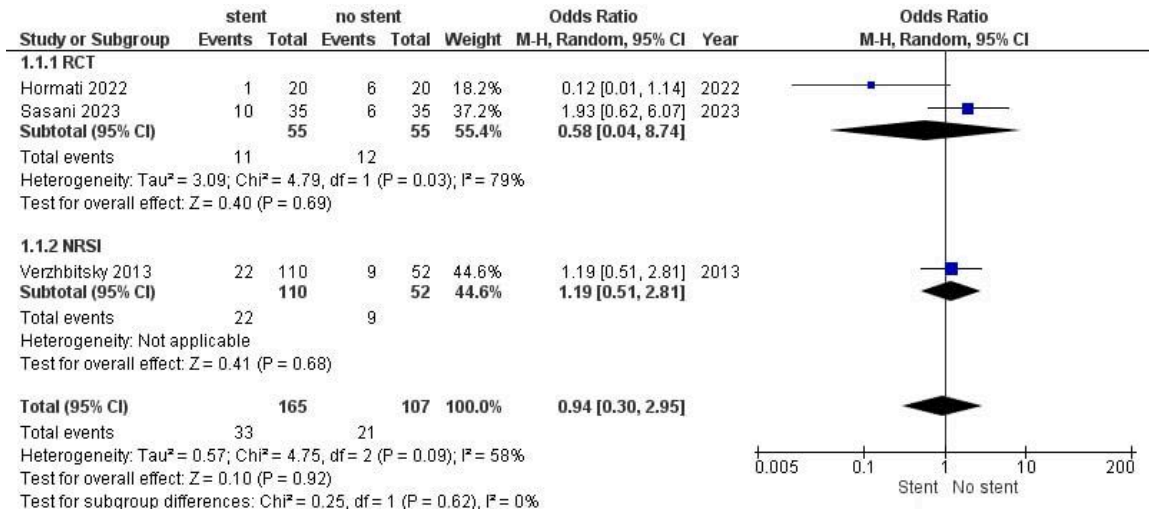 stent no stent Odds Ratio Odds Ratio
Study or Subgroup Events Total Events Total Weight M-H, Random, 95% CI Year M-H, Random, 95% CI
1.1.1 RCT
Hormati 2022 1 20 6 20 18.2% 0.12 [0.01, 1.14] 2022
Sasani 2023 10 35 6 35 37.2% 1.93 [0.62, 6.07] 2023
Subtotal (95% CI) 55 55 55.4% 0.58 [0.04, 8.74]
Total events 11 12
Heterogeneity: Tau² = 3.09; Chi² = 4.79, df = 1 (P = 0.03); I² = 79%
Test for overall effect: Z = 0.40 (P = 0.69)
1.1.2 NRSI
Verzhbitsky 2013 22 110 9 52 44.6% 1.19 [0.51, 2.81] 2013
Subtotal (95% CI) 110 52 44.6% 1.19 [0.51, 2.81]
Total events 22 9
Heterogeneity: Not applicable
Test for overall effect: Z = 0.41 (P = 0.68)
Total (95% CI) 165 107 100.0% 0.94 [0.30, 2.95]
Total events 33 21
Heterogeneity: Tau² = 0.57; Chi² = 4.75, df = 2 (P = 0.09); I² = 58%
Test for overall effect: Z = 0.10 (P = 0.92)
Test for subgroup differences: Chi² = 0.25, df = 1 (P = 0.62), I² = 0%
0.005 0.1 1 10 200
Stent No stent